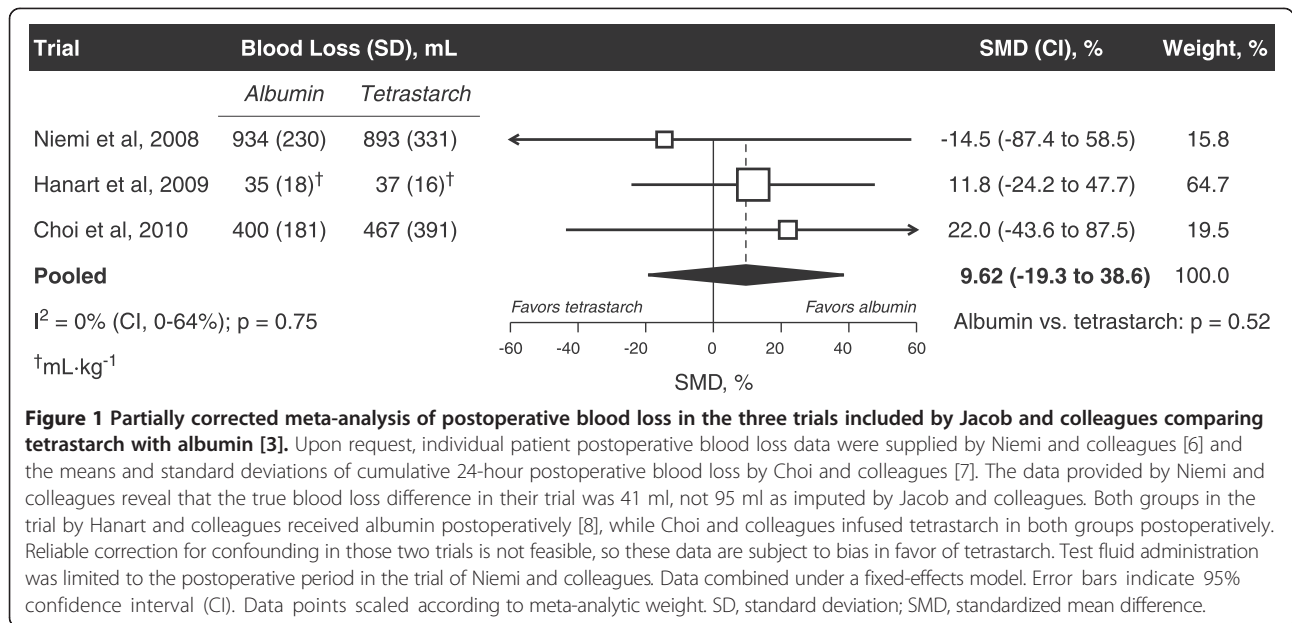 Trial Blood Loss (SD), mL SMD (CI), % Weight, %
Albumin Tetrastarch
Niemi et al, 2008 934 (230) 893 (331) -14.5 (-87.4 to 58.5) 15.8
Hanart et al, 2009 35 (18)† 37 (16)† 11.8 (-24.2 to 47.7) 64.7
Choi et al, 2010 400 (181) 467 (391) 22.0 (-43.6 to 87.5) 19.5
Pooled 9.62 (-19.3 to 38.6) 100.0
Favors tetrastarch Favors albumin
I² = 0% (CI, 0-64%); p = 0.75 Albumin vs. tetrastarch: p = 0.52
-60 -40 -20 0 20 40 60
†mL·kg⁻¹
SMD, %
Figure 1 Partially corrected meta-analysis of postoperative blood loss in the three trials included by Jacob and colleagues comparing
tetrastarch with albumin [3]. Upon request, individual patient postoperative blood loss data were supplied by Niemi and colleagues [6] and
the means and standard deviations of cumulative 24-hour postoperative blood loss by Choi and colleagues [7]. The data provided by Niemi and
colleagues reveal that the true blood loss difference in their trial was 41 ml, not 95 ml as imputed by Jacob and colleagues. Both groups in the
trial by Hanart and colleagues received albumin postoperatively [8], while Choi and colleagues infused tetrastarch in both groups postoperatively.
Reliable correction for confounding in those two trials is not feasible, so these data are subject to bias in favor of tetrastarch. Test fluid administration
was limited to the postoperative period in the trial of Niemi and colleagues. Data combined under a fixed-effects model. Error bars indicate 95%
confidence interval (CI). Data points scaled according to meta-analytic weight. SD, standard deviation; SMD, standardized mean difference.